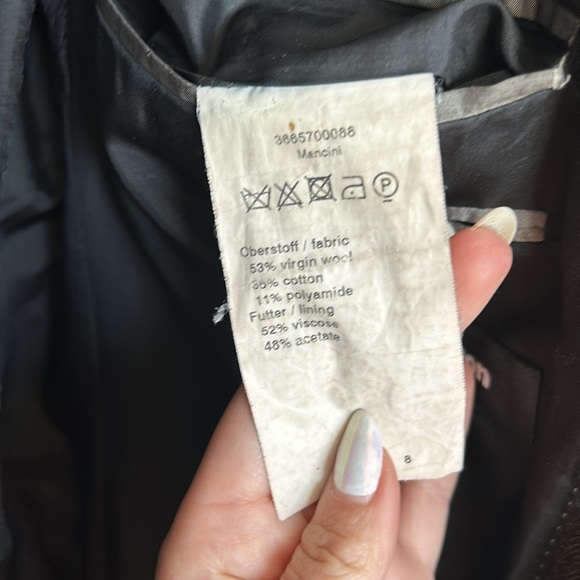 3865700088
Mancini
P
Oberstoff / fabric
53% virgin wool
36% cotton
11% polyamide
Futter / lining
52% viscose
48% acetate
8